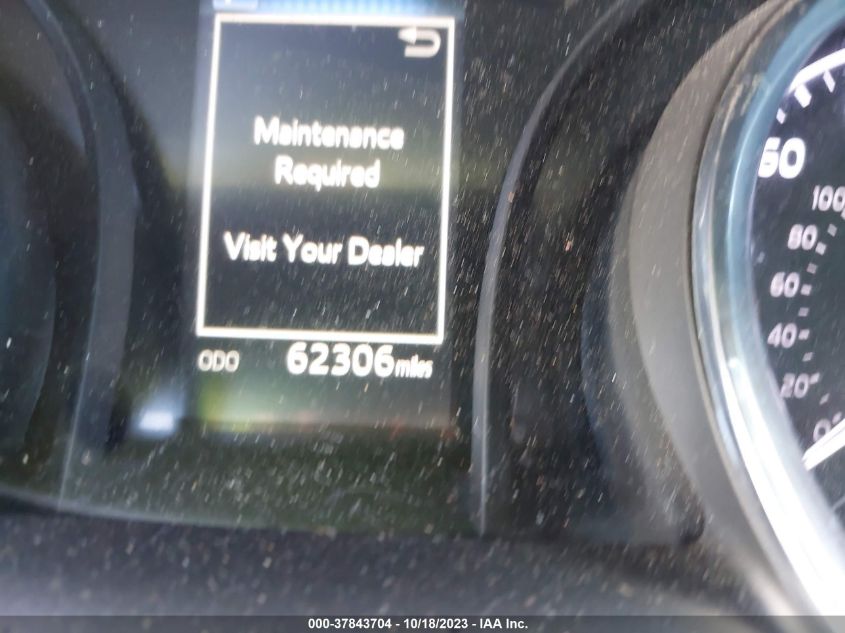 Maintenance
Required
Visit Your Dealer
ODO 62306 miles
60
100
80
60
40
20
0
000-37843704 - 10/18/2023 - IAA Inc.